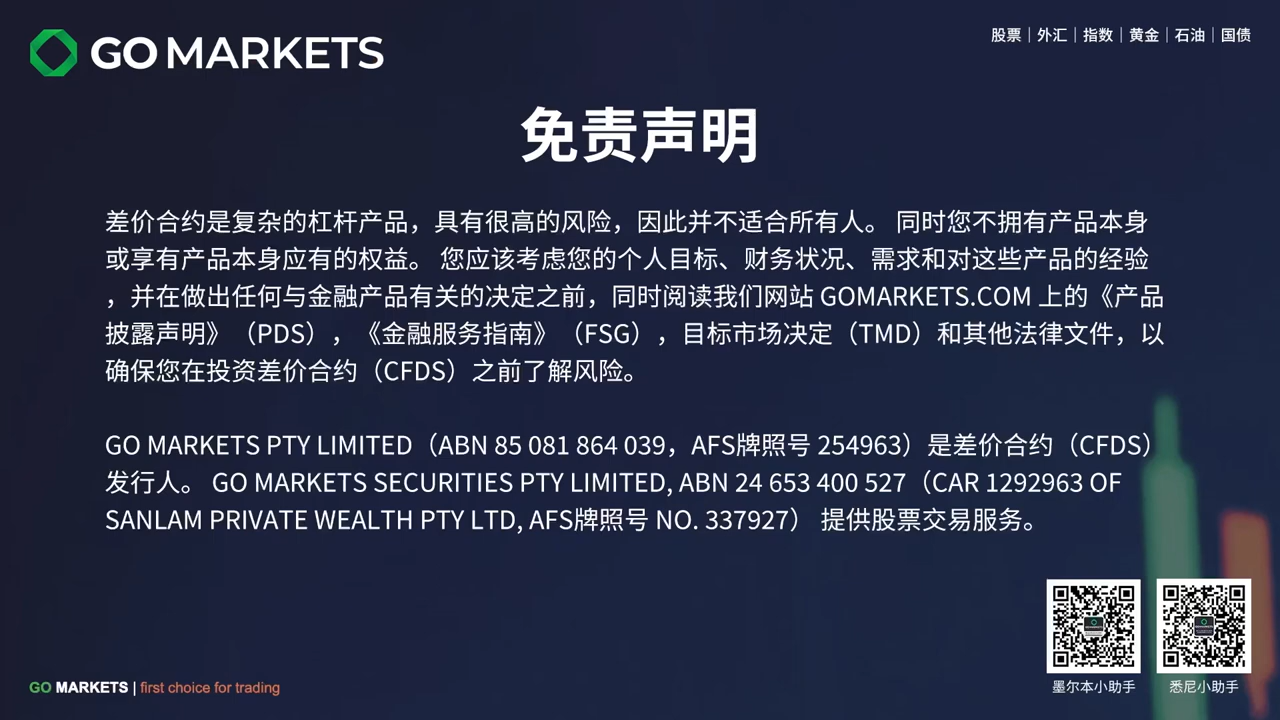 GO MARKETS
股票｜外汇｜指数｜黄金｜石油｜国债
免责声明
差价合约是复杂的杠杆产品，具有很高的风险，因此并不适合所有人。 同时您不拥有产品本身
或享有产品本身应有的权益。 您应该考虑您的个人目标、财务状况、需求和对这些产品的经验
，并在做出任何与金融产品有关的决定之前，同时阅读我们网站 GOMARKETS.COM 上的《产品
披露声明》（PDS），《金融服务指南》（FSG），目标市场决定（TMD）和其他法律文件，以
确保您在投资差价合约（CFDS）之前了解风险。
GO MARKETS PTY LIMITED（ABN 85 081 864 039，AFS牌照号 254963）是差价合约（CFDS）
发行人。 GO MARKETS SECURITIES PTY LIMITED, ABN 24 653 400 527（CAR 1292963 OF
SANLAM PRIVATE WEALTH PTY LTD, AFS牌照号 NO. 337927） 提供股票交易服务。
墨尔本小助手 悉尼小助手
GO MARKETS | first choice for trading